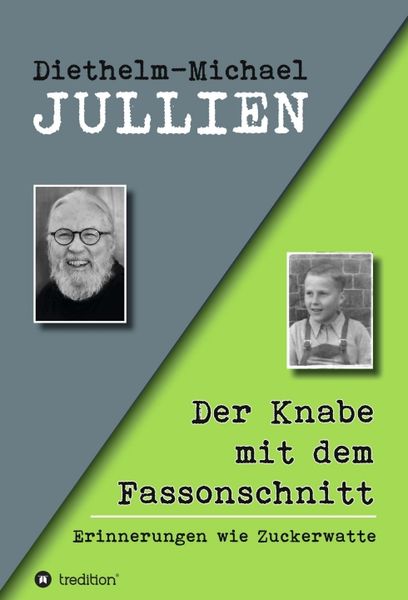 Diethelm-Michael
JULLIEN
Der Knabe
mit dem
Fassonschnitt
Erinnerungen wie Zuckerwatte
tredition®